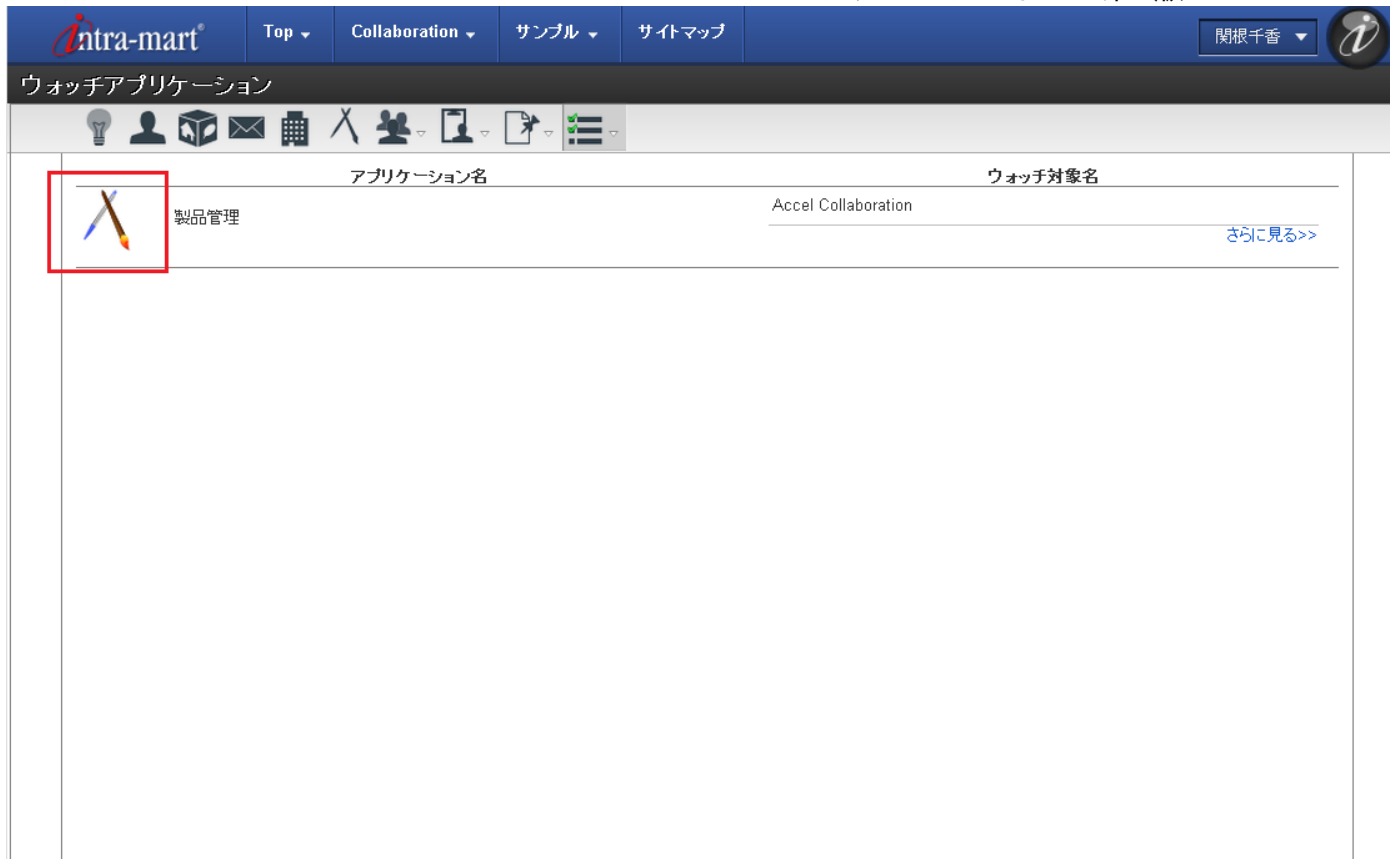 intra-mart® Top Collaboration サンプル サイトマップ 関根千香
ウォッチアプリケーション
アプリケーション名 ウォッチ対象名
製品管理 Accel Collaboration
さらに見る>>